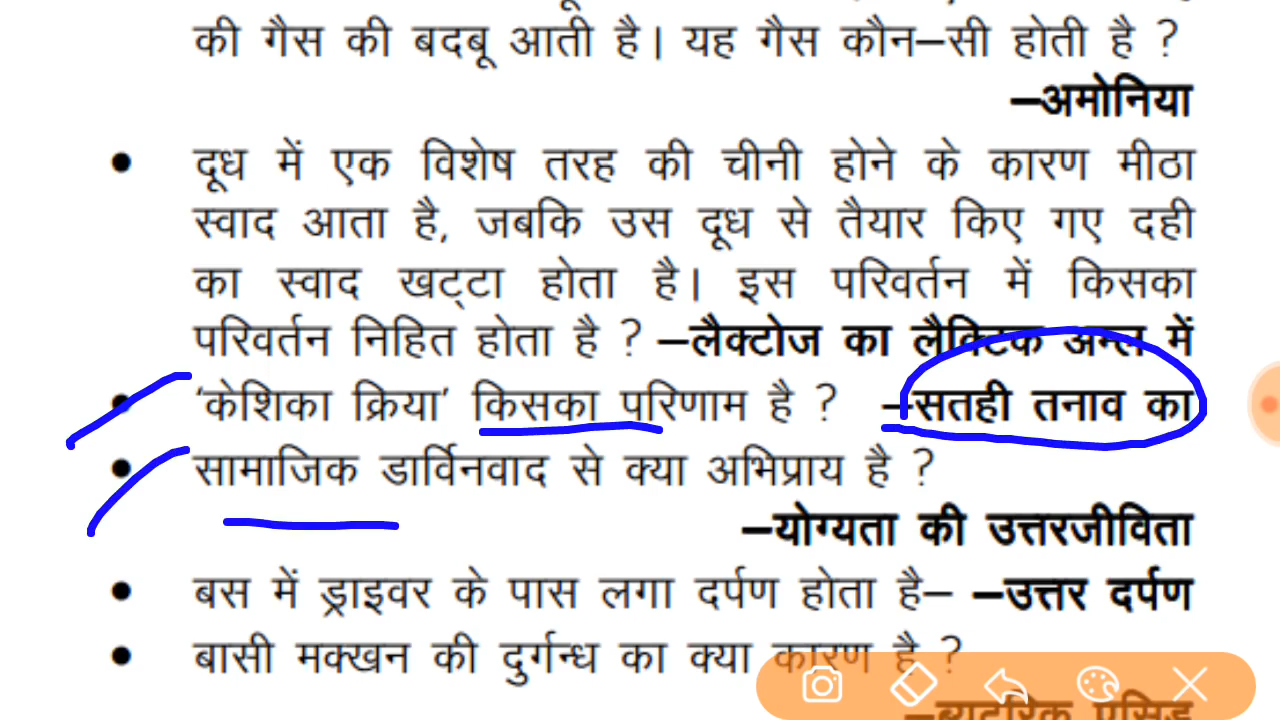 की गैस की बदबू आती है। यह गैस कौन–सी होती है ?
–अमोनिया
• दूध में एक विशेष तरह की चीनी होने के कारण मीठा
स्वाद आता है, जबकि उस दूध से तैयार किए गए दही
का स्वाद खट्टा होता है। इस परिवर्तन में किसका
परिवर्तन निहित होता है ? –लैक्टोज का लैक्टिक अम्ल में
• 'केशिका क्रिया' किसका परिणाम है ? –सतही तनाव का
• सामाजिक डार्विनवाद से क्या अभिप्राय है ?
–योग्यता की उत्तरजीविता
• बस में ड्राइवर के पास लगा दर्पण होता है– –उत्तर दर्पण
• बासी मक्खन की दुर्गन्ध का क्या कारण है ?
–ब्यूटरिक एसिड